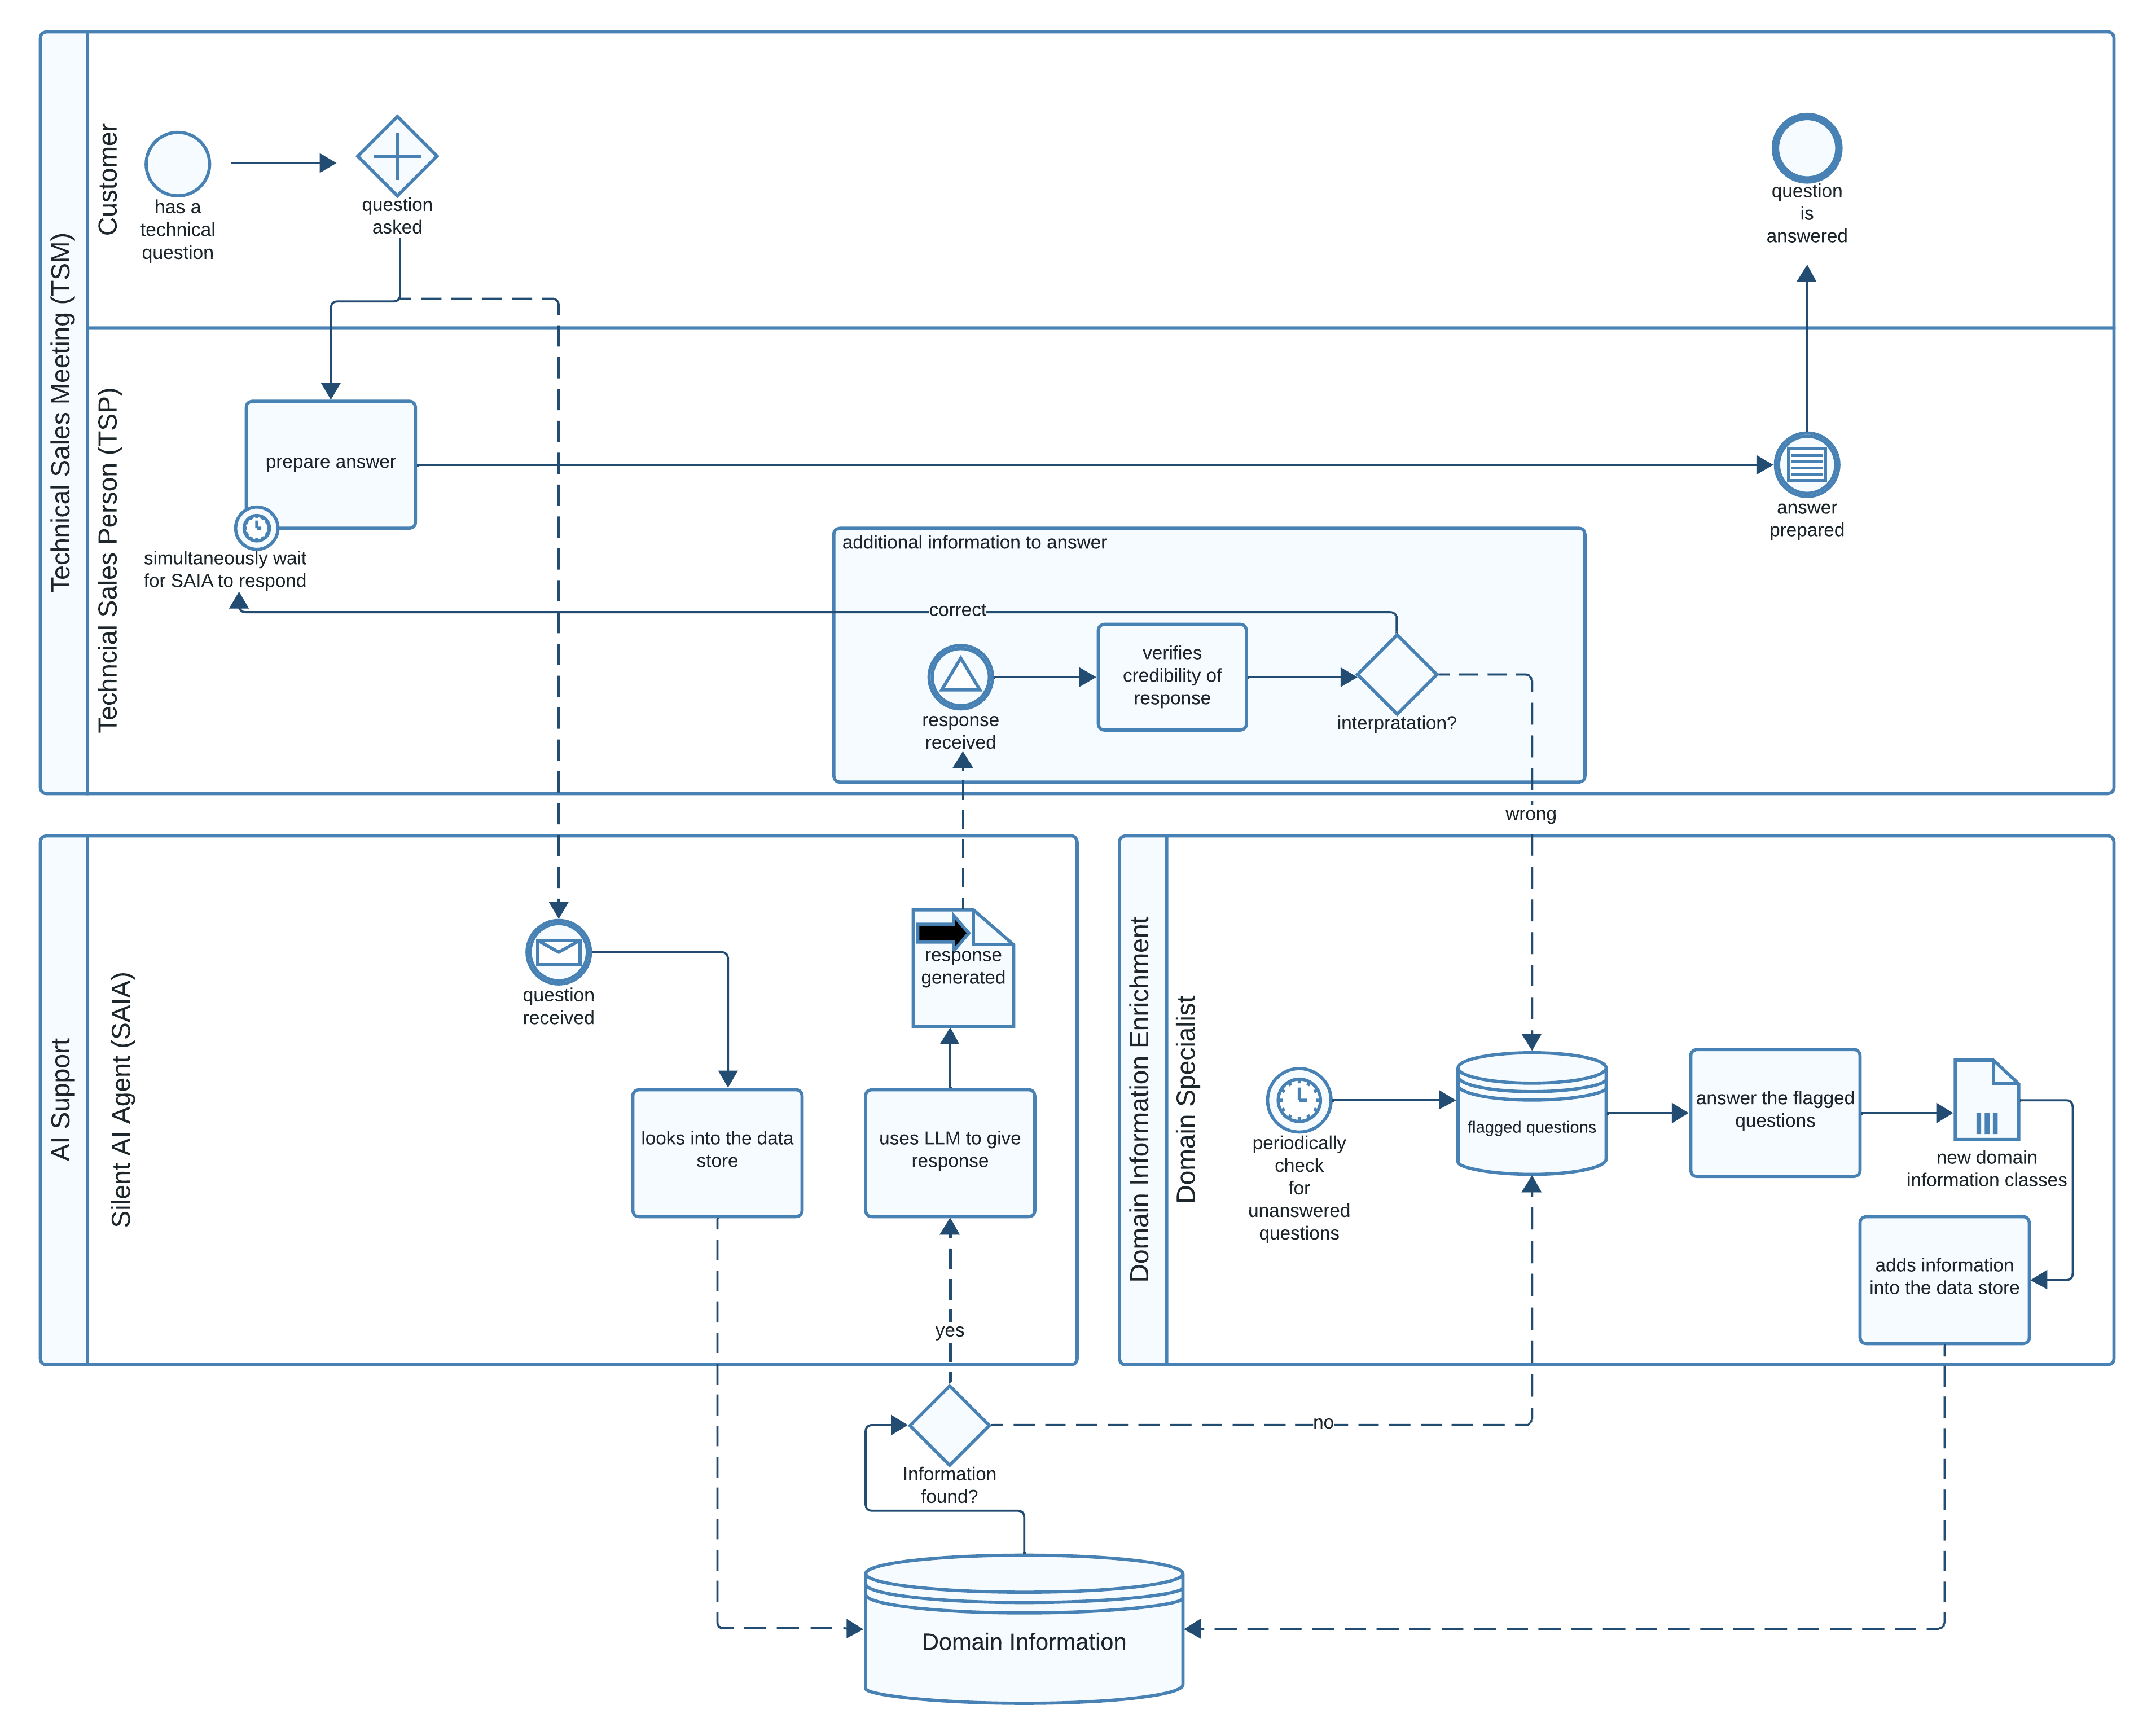 Technical Sales Meeting (TSM)
Customer
has a
technical
question
question
asked
question
is
answered
Techncial Sales Person (TSP)
prepare answer
simultaneously wait
for SAIA to respond
answer
prepared
additional information to answer
correct
response
received
verifies
credibility of
response
interpratation?
wrong
AI Support
Silent AI Agent (SAIA)
question
received
looks into the data
store
response
generated
uses LLM to give
response
yes
Domain Information Enrichment
Domain Specialist
periodically
check
for
unanswered
questions
flagged questions
answer the flagged
questions
new domain
information classes
adds information
into the data store
Information
found?
no
Domain Information